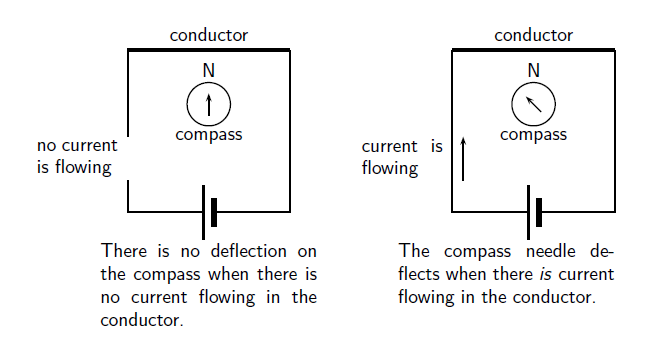 conductor
N
compass
no current
is flowing
There is no deflection on
the compass when there is
no current flowing in the
conductor.
conductor
N
compass
current is
flowing
The compass needle de-
flects when there is current
flowing in the conductor.